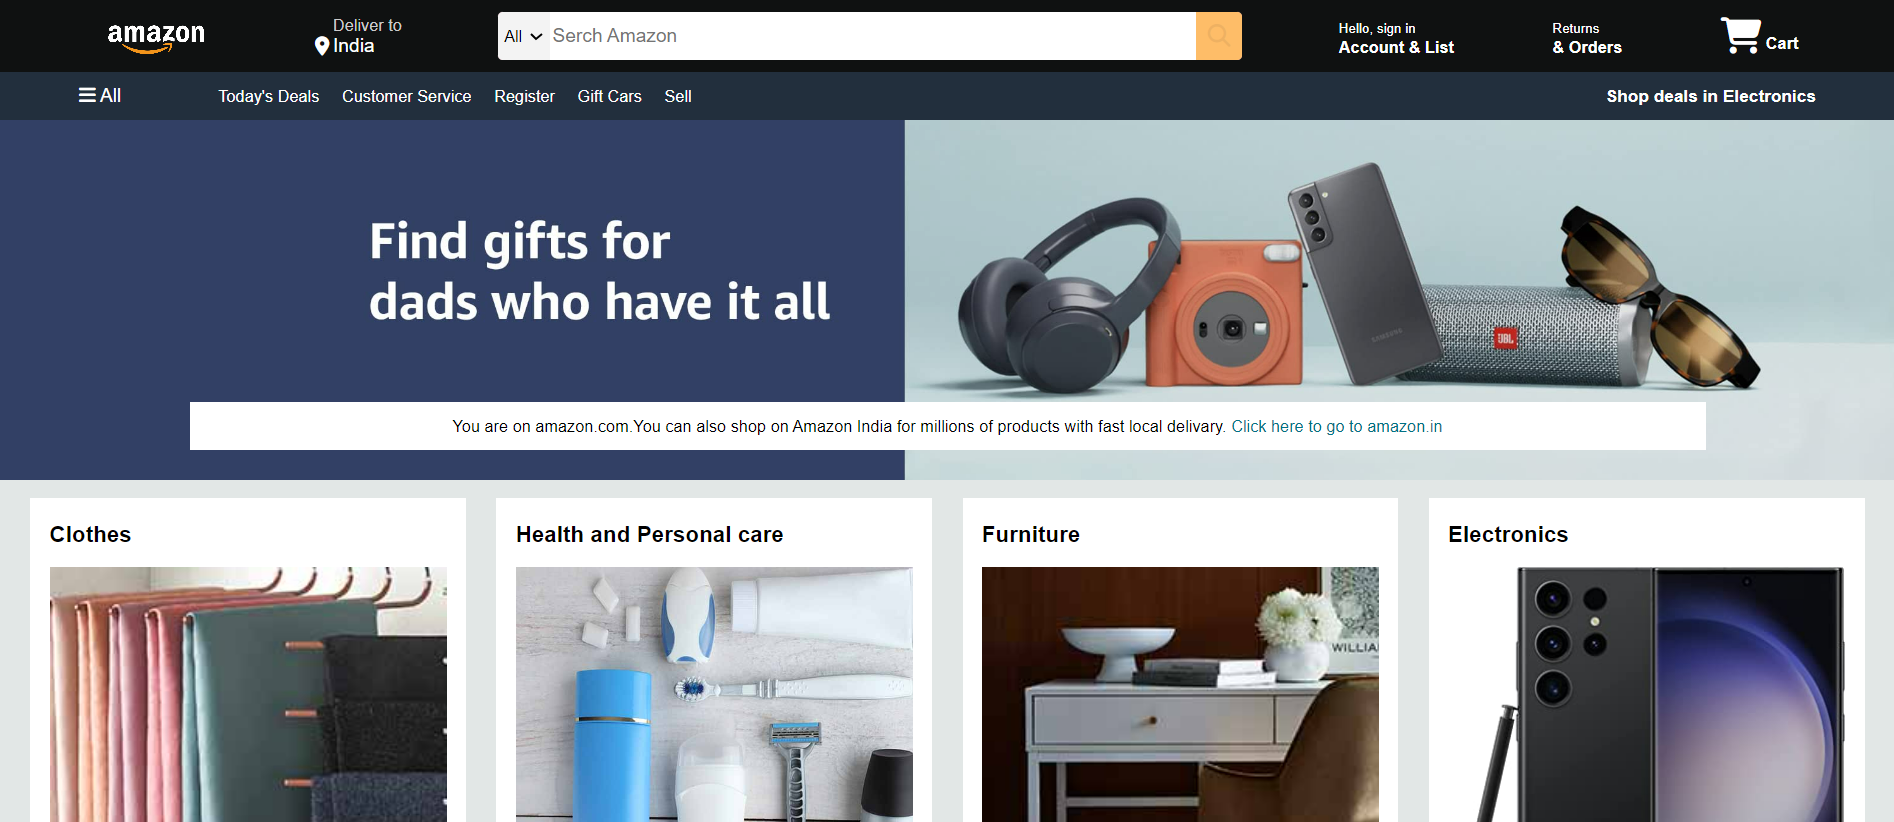 amazon
Deliver to
India
All
Serch Amazon
Hello, sign in
Account & List
Returns
& Orders
Cart
All
Today's Deals
Customer Service
Register
Gift Cars
Sell
Shop deals in Electronics
Find gifts for
dads who have it all
SAMSUNG
JBL
You are on amazon.com.You can also shop on Amazon India for millions of products with fast local delivary. Click here to go to amazon.in
Clothes
Health and Personal care
Furniture
Electronics
WILLIA